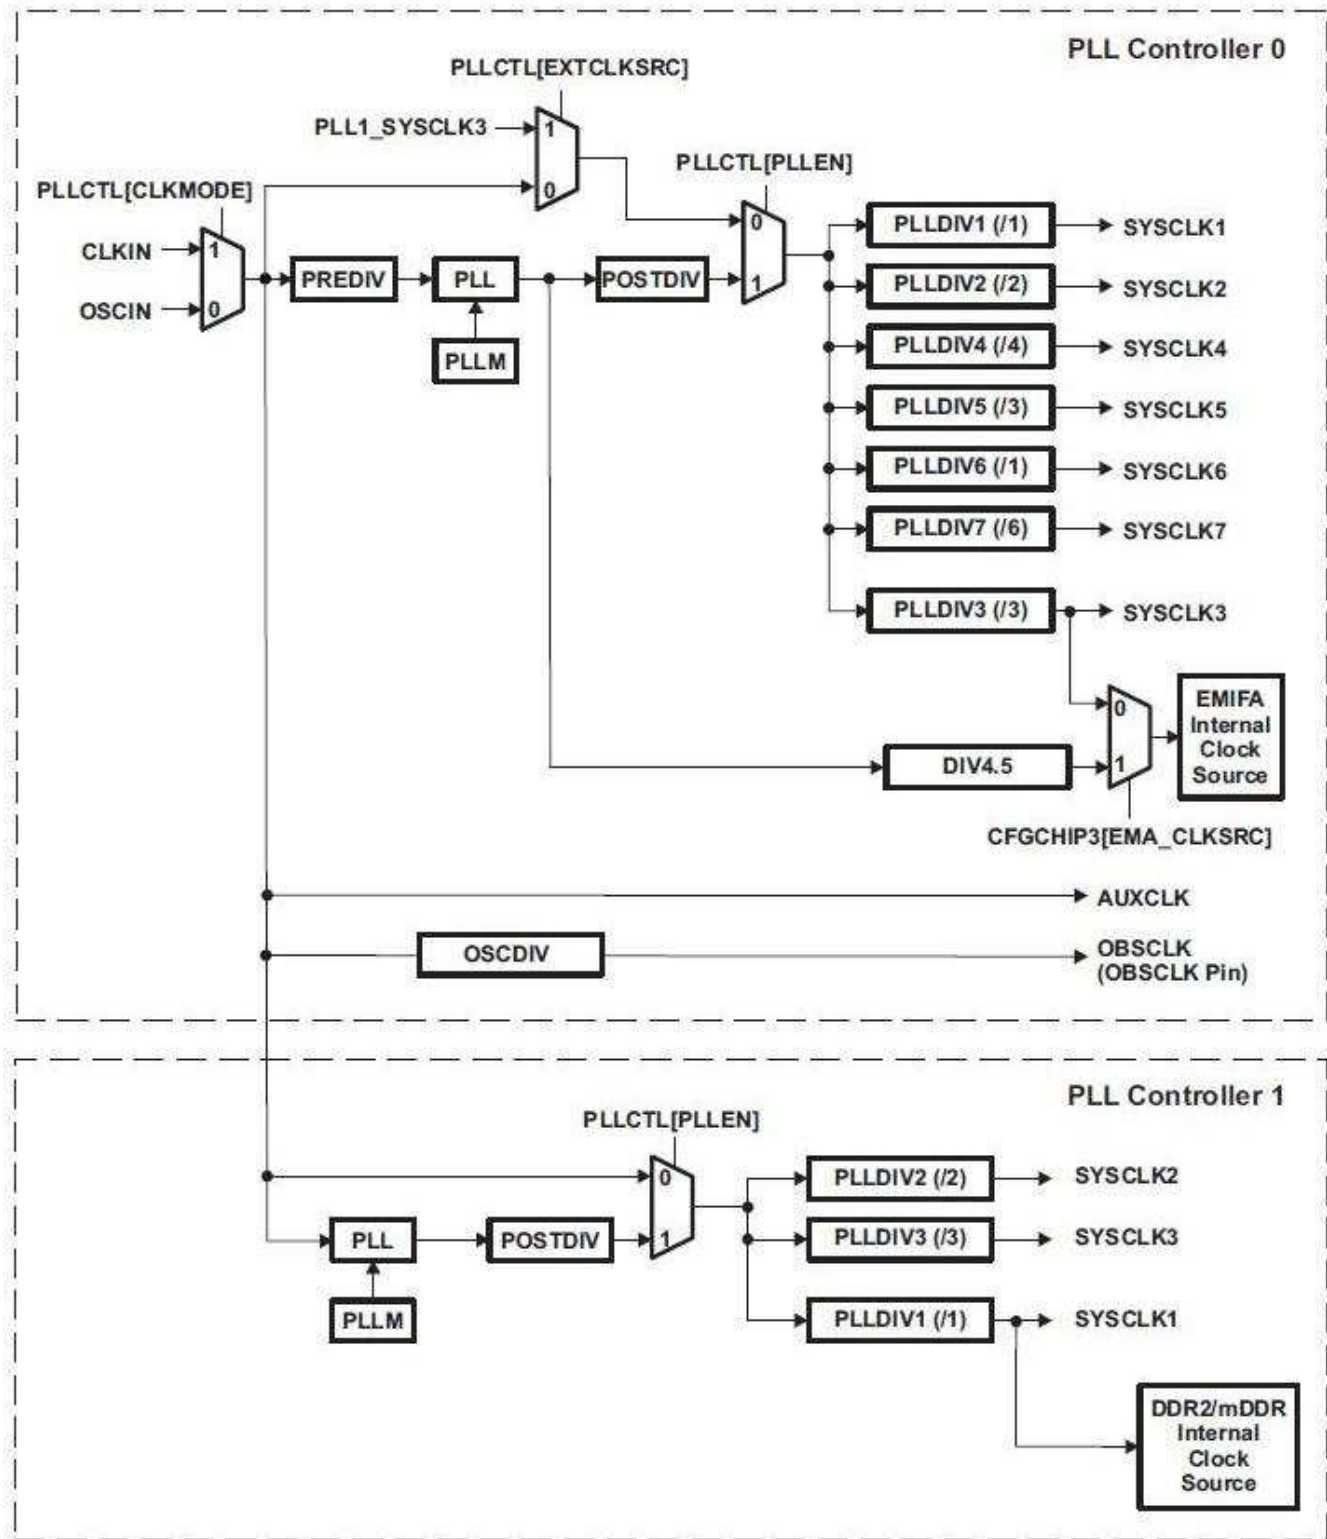 PLL Controller 0
PLLCTL[EXTCLKSRC]
PLL1_SYSCLK3
1
0
PLLCTL[PLLEN]
PLLCTL[CLKMODE]
CLKIN
1
OSCIN
0
PREDIV
PLL
PLLM
POSTDIV
0
1
PLLDIV1 (/1)
SYSCLK1
PLLDIV2 (/2)
SYSCLK2
PLLDIV4 (/4)
SYSCLK4
PLLDIV5 (/3)
SYSCLK5
PLLDIV6 (/1)
SYSCLK6
PLLDIV7 (/6)
SYSCLK7
PLLDIV3 (/3)
SYSCLK3
0
1
EMIFA
Internal
Clock
Source
DIV4.5
CFGCHIP3[EMA_CLKSRC]
AUXCLK
OSCDIV
OBSCLK
(OBSCLK Pin)
PLL Controller 1
PLLCTL[PLLEN]
0
1
PLL
POSTDIV
PLLM
PLLDIV2 (/2)
SYSCLK2
PLLDIV3 (/3)
SYSCLK3
PLLDIV1 (/1)
SYSCLK1
DDR2/mDDR
Internal
Clock
Source